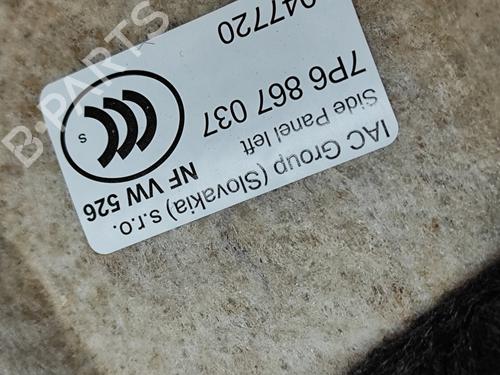 IAC Group (Slovakia) s.r.o.
Side Panel left
NF VW 526
7P6 867 037
047720
S
B-PARTS